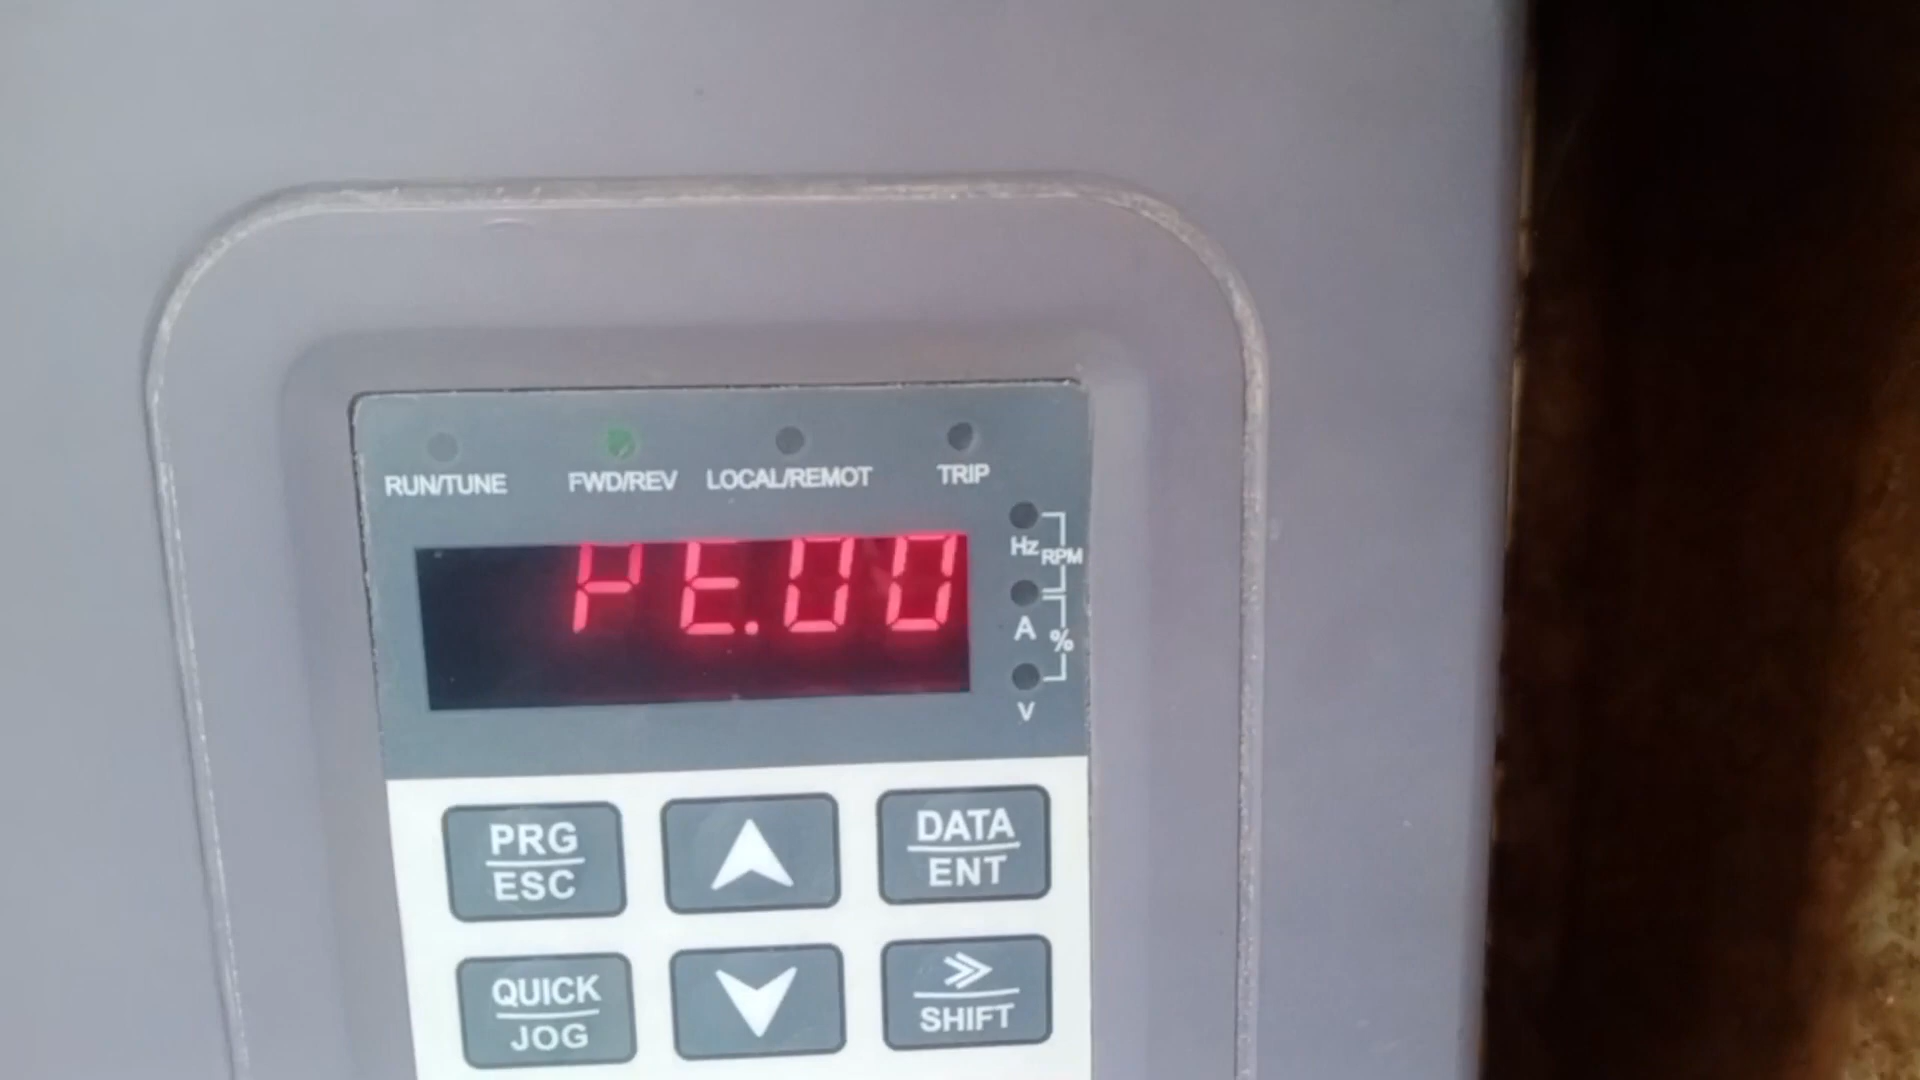 RUN/TUNE FWD/REV LOCAL/REMOT TRIP
Hz RPM
A %
V
PE.00
PRG
ESC
DATA
ENT
QUICK
JOG
SHIFT